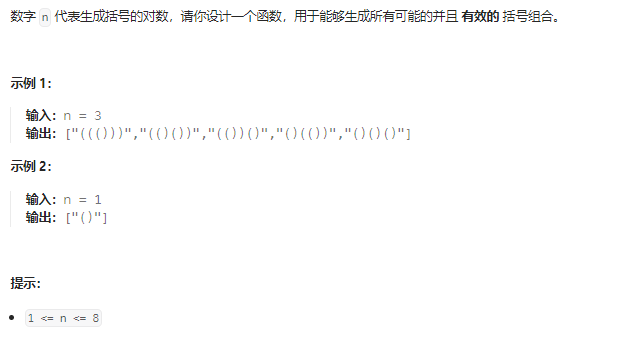 数字 n 代表生成括号的对数，请你设计一个函数，用于能够生成所有可能的并且 有效的 括号组合。
示例 1：
输入：n = 3
输出：["((()))","(()())","(())()","()(())","()()()"]
示例 2：
输入：n = 1
输出：["()"]
提示：
• 1 <= n <= 8